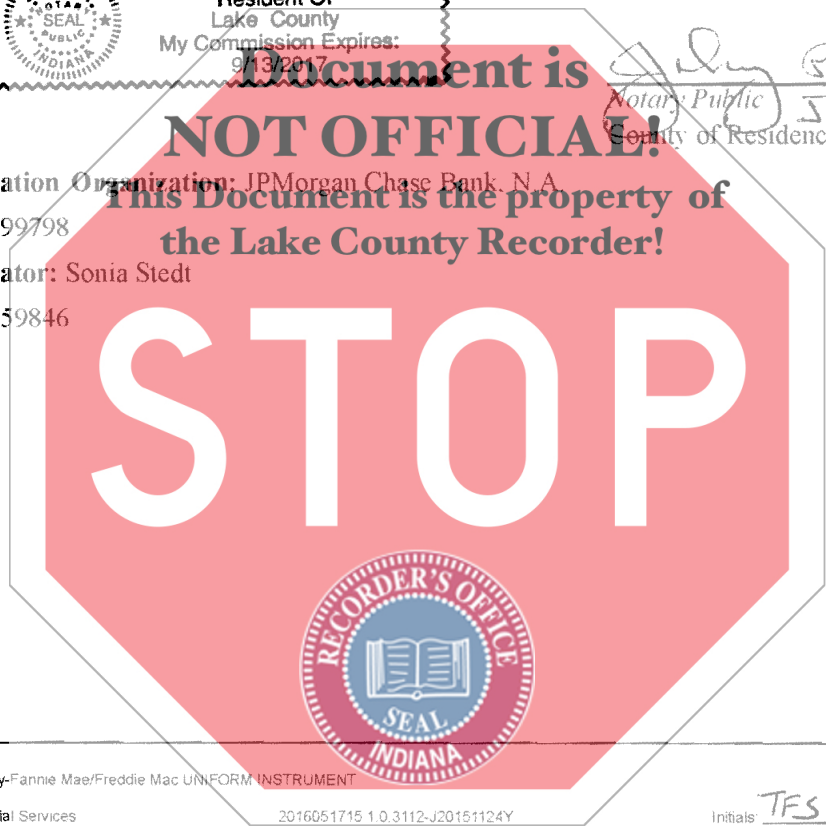 NOTARY
Resident Of
SEAL
Lake County
PUBLIC
My Commission Expires:
INDIANA
9/13/2017
Document is
Notary Public
NOT OFFICIAL!
County of Residenc
ation Organization: JPMorgan Chase Bank, N.A.
This Document is the property of
99798
the Lake County Recorder!
ator: Sonia Stedt
59846
STOP
RECORDER'S OFFICE
SEAL
INDIANA
y-Fannie Mae/Freddie Mac UNIFORM INSTRUMENT
ial Services
2016051715 1.0.3112-J20151124Y
Initials: TFS